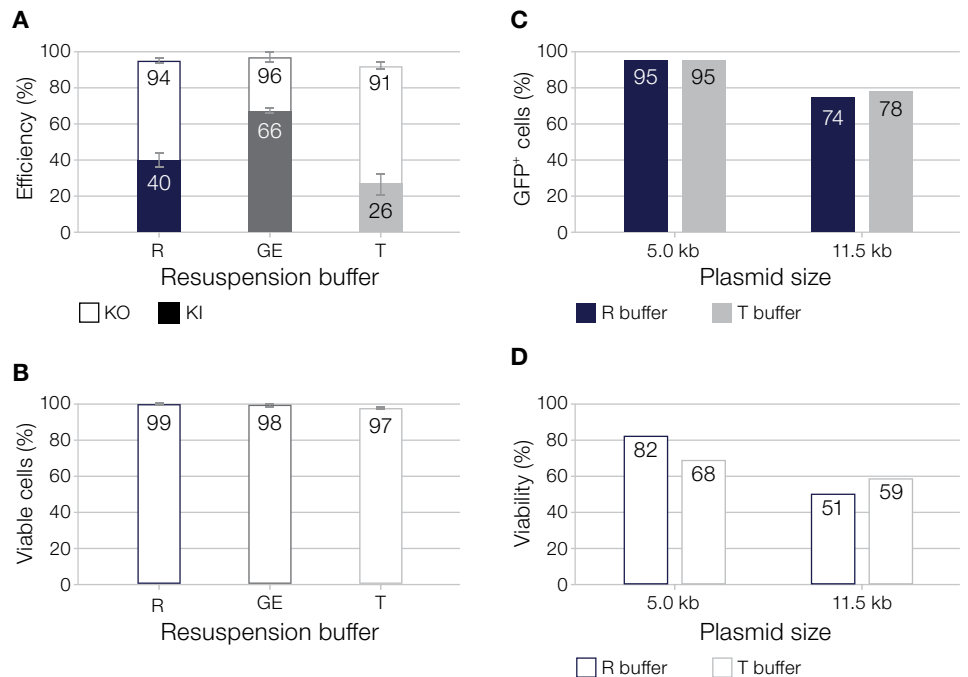 A
Efficiency (%)
100
80
60
40
20
0
94
96
91
40
66
26
R GE T
Resuspension buffer
KO KI
B
Viable cells (%)
100
80
60
40
20
0
99 98 97
R GE T
Resuspension buffer
C
GFP+ cells (%)
100
80
60
40
20
0
95 95 74 78
5.0 kb 11.5 kb
Plasmid size
R buffer T buffer
D
Viability (%)
100
80
60
40
20
0
82 68 51 59
5.0 kb 11.5 kb
Plasmid size
R buffer T buffer